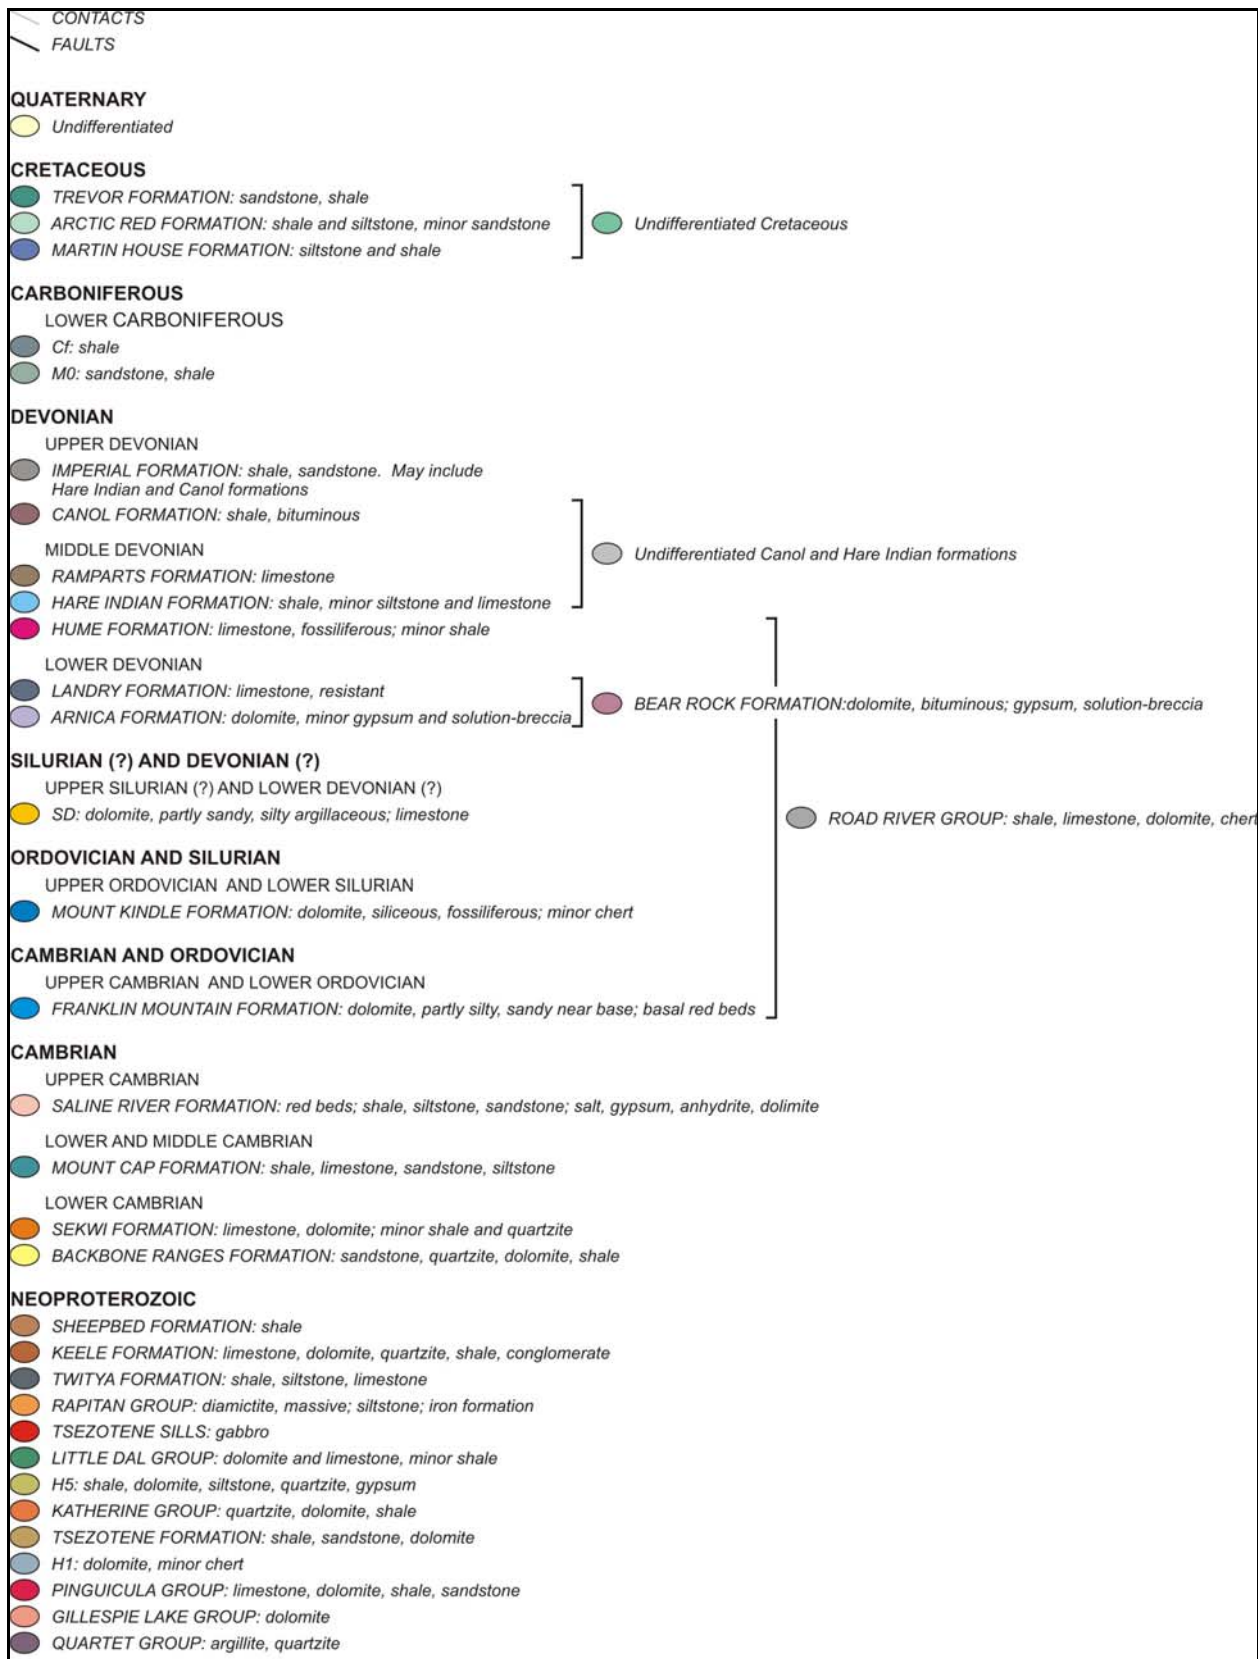 CONTACTS
FAULTS
QUATERNARY
Undifferentiated
CRETACEOUS
TREVOR FORMATION: sandstone, shale
ARCTIC RED FORMATION: shale and siltstone, minor sandstone
Undifferentiated Cretaceous
MARTIN HOUSE FORMATION: siltstone and shale
CARBONIFEROUS
LOWER CARBONIFEROUS
Cf: shale
M0: sandstone, shale
DEVONIAN
UPPER DEVONIAN
IMPERIAL FORMATION: shale, sandstone. May include
Hare Indian and Canol formations
CANOL FORMATION: shale, bituminous
MIDDLE DEVONIAN
Undifferentiated Canol and Hare Indian formations
RAMPARTS FORMATION: limestone
HARE INDIAN FORMATION: shale, minor siltstone and limestone
HUME FORMATION: limestone, fossiliferous; minor shale
LOWER DEVONIAN
LANDRY FORMATION: limestone, resistant
BEAR ROCK FORMATION:dolomite, bituminous; gypsum, solution-breccia
ARNICA FORMATION: dolomite, minor gypsum and solution-breccia
SILURIAN (?) AND DEVONIAN (?)
UPPER SILURIAN (?) AND LOWER DEVONIAN (?)
SD: dolomite, partly sandy, silty argillaceous; limestone
ROAD RIVER GROUP: shale, limestone, dolomite, chert
ORDOVICIAN AND SILURIAN
UPPER ORDOVICIAN AND LOWER SILURIAN
MOUNT KINDLE FORMATION: dolomite, siliceous, fossiliferous; minor chert
CAMBRIAN AND ORDOVICIAN
UPPER CAMBRIAN AND LOWER ORDOVICIAN
FRANKLIN MOUNTAIN FORMATION: dolomite, partly silty, sandy near base; basal red beds
CAMBRIAN
UPPER CAMBRIAN
SALINE RIVER FORMATION: red beds; shale, siltstone, sandstone; salt, gypsum, anhydrite, dolimite
LOWER AND MIDDLE CAMBRIAN
MOUNT CAP FORMATION: shale, limestone, sandstone, siltstone
LOWER CAMBRIAN
SEKWI FORMATION: limestone, dolomite; minor shale and quartzite
BACKBONE RANGES FORMATION: sandstone, quartzite, dolomite, shale
NEOPROTEROZOIC
SHEEPBED FORMATION: shale
KEELE FORMATION: limestone, dolomite, quartzite, shale, conglomerate
TWITYA FORMATION: shale, siltstone, limestone
RAPITAN GROUP: diamictite, massive; siltstone; iron formation
TSEZOTENE SILLS: gabbro
LITTLE DAL GROUP: dolomite and limestone, minor shale
H5: shale, dolomite, siltstone, quartzite, gypsum
KATHERINE GROUP: quartzite, dolomite, shale
TSEZOTENE FORMATION: shale, sandstone, dolomite
H1: dolomite, minor chert
PINGUICULA GROUP: limestone, dolomite, shale, sandstone
GILLESPIE LAKE GROUP: dolomite
QUARTET GROUP: argillite, quartzite